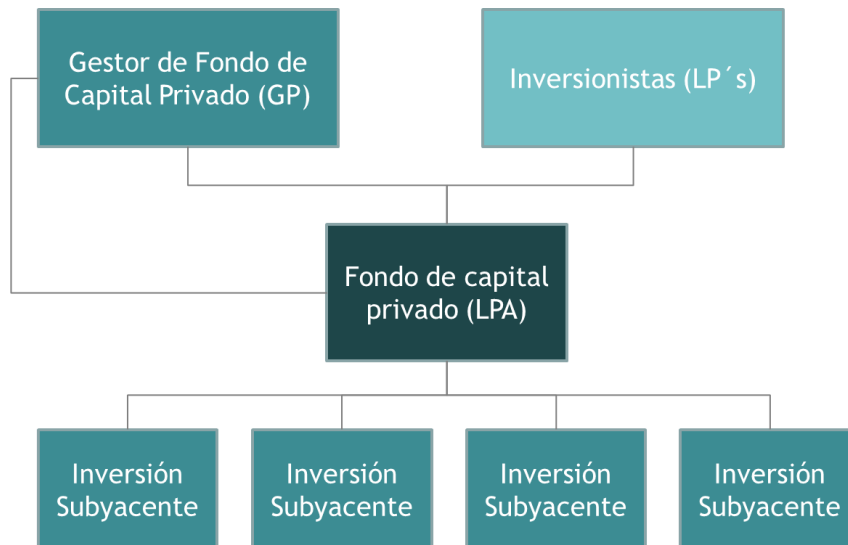 Gestor de Fondo de
Capital Privado (GP)
Inversionistas (LP´s)
Fondo de capital
privado (LPA)
Inversión
Subyacente
Inversión
Subyacente
Inversión
Subyacente
Inversión
Subyacente